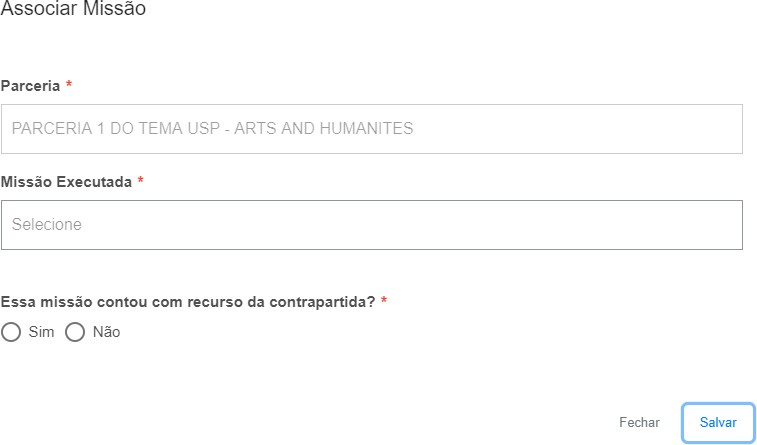 Associar Missão
Parceria *
PARCERIA 1 DO TEMA USP - ARTS AND HUMANITES
Missão Executada *
Selecione
Essa missão contou com recurso da contrapartida? *
Sim Não
Fechar Salvar